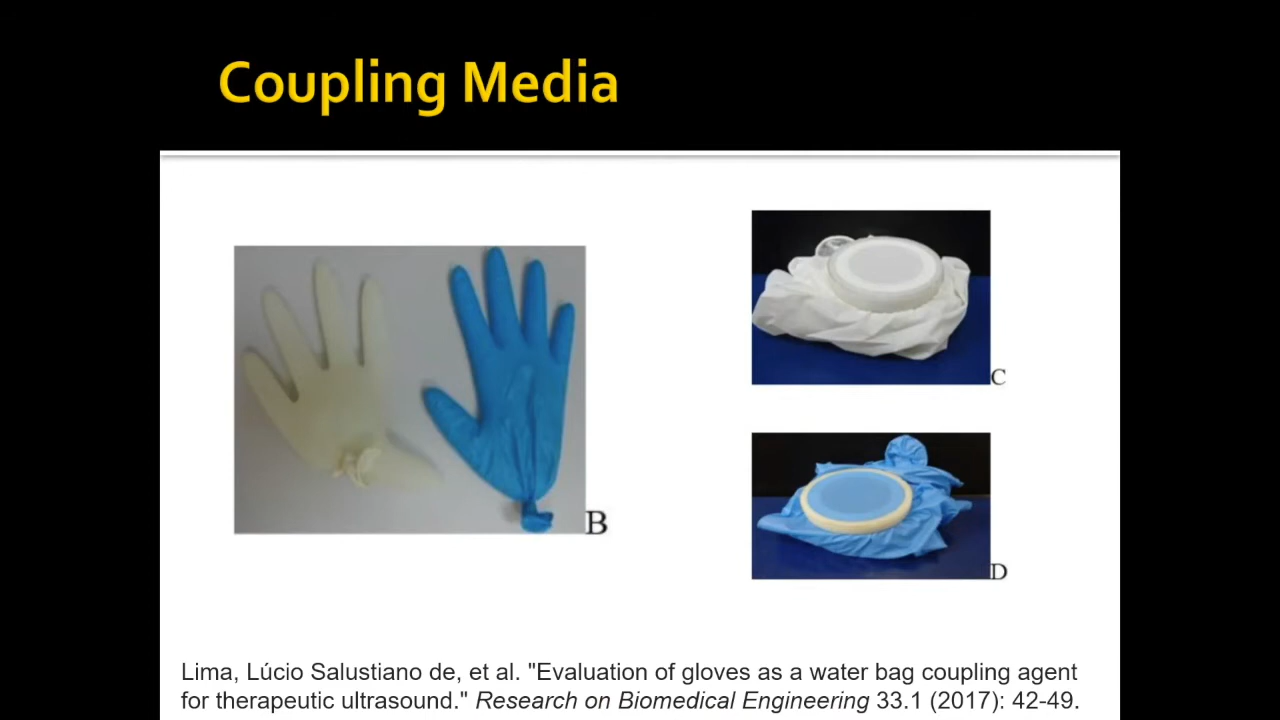 Coupling Media
B
C
D
Lima, Lúcio Salustiano de, et al. "Evaluation of gloves as a water bag coupling agent
for therapeutic ultrasound." Research on Biomedical Engineering 33.1 (2017): 42-49.